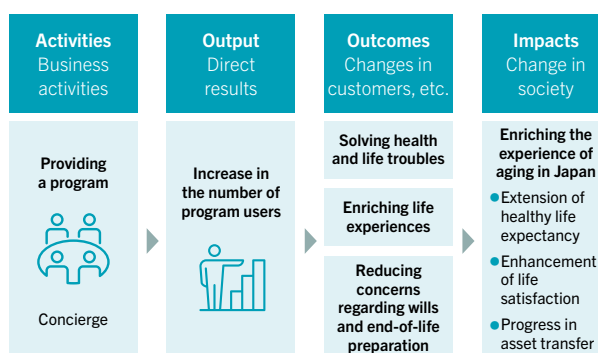 Activities
Business
activities
Output
Direct
results
Outcomes
Changes in
customers, etc.
Impacts
Change in
society
Providing
a program
Concierge
Increase in
the number of
program users
Solving health
and life troubles
Enriching life
experiences
Reducing
concerns
regarding wills
and end-of-life
preparation
Enriching the
experience of
aging in Japan
●Extension of
healthy life
expectancy
●Enhancement
of life
satisfaction
●Progress in
asset transfer